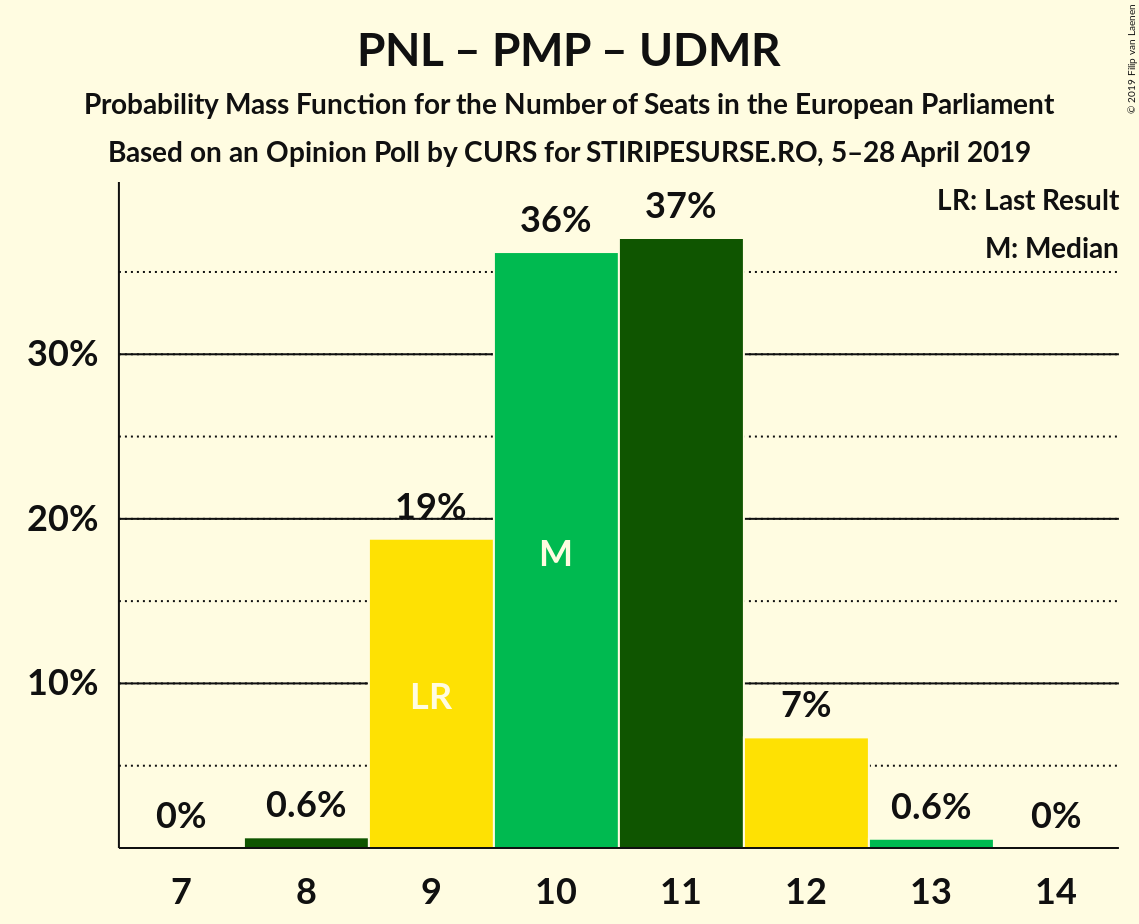 PNL – PMP – UDMR
Probability Mass Function for the Number of Seats in the European Parliament
Based on an Opinion Poll by CURS for STIRIPESURSE.RO, 5–28 April 2019
© 2019 Filip van Laenen
LR: Last Result
M: Median
30%
20%
10%
0%
0.6%
19%
36%
37%
7%
0.6%
0%
LR
M
7 8 9 10 11 12 13 14